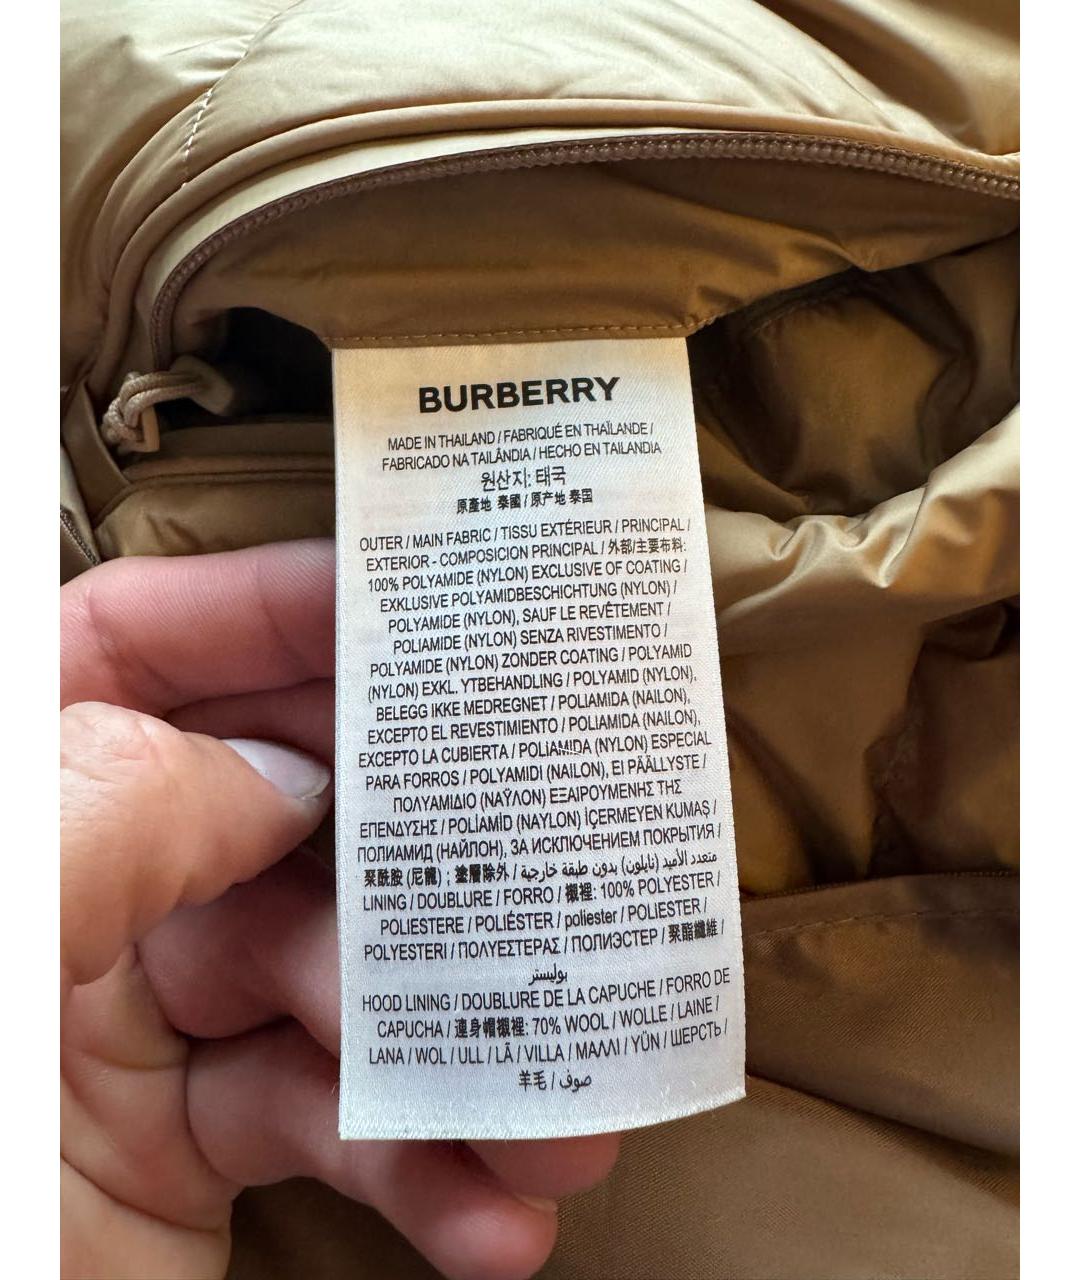 BURBERRY
MADE IN THAILAND / FABRIQUÉ EN THAÏLANDE /
FABRICADO NA TAILÂNDIA / HECHO EN TAILANDIA
원산지: 태국
原產地 泰國 / 原产地 泰国
OUTER / MAIN FABRIC / TISSU EXTÉRIEUR / PRINCIPAL /
EXTERIOR - COMPOSICION PRINCIPAL / 外部/主要布料:
100% POLYAMIDE (NYLON) EXCLUSIVE OF COATING /
EXKLUSIVE POLYAMIDBESCHICHTUNG (NYLON) /
POLYAMIDE (NYLON), SAUF LE REVÊTEMENT /
POLIAMIDE (NYLON) SENZA RIVESTIMENTO /
POLYAMIDE (NYLON) ZONDER COATING / POLYAMID
(NYLON) EXKL. YTBEHANDLING / POLYAMID (NYLON),
BELEGG IKKE MEDREGNET / POLIAMIDA (NAILON),
EXCEPTO EL REVESTIMIENTO / POLIAMIDA (NAILON),
EXCEPTO LA CUBIERTA / POLIAMIDA (NYLON) ESPECIAL
PARA FORROS / POLYAMIDI (NAILON), EI PÄÄLLYSTE /
ΠΟΛΥΑΜΙΔΙΟ (ΝΑΫΛΟΝ) ΕΞΑΙΡΟΥΜΕΝΗΣ ΤΗΣ
ΕΠΕΝΔΥΣΗΣ / POLİAMİD (NAYLON) İÇERMEYEN KUMAŞ /
ПОЛИАМИД (НАЙЛОН), ЗА ИСКЛЮЧЕНИЕМ ПОКРЫТИЯ /
聚酰胺 (尼龍) ; 塗層除外 / متعدد الأميد (نايلون) بدون طبقة خارجية
LINING / DOUBLURE / FORRO / 襯裡: 100% POLYESTER /
POLIESTERE / POLIÉSTER / poliester / POLIESTER /
POLYESTERI / ΠΟΛΥΕΣΤΕΡΑΣ / ПОЛИЭСТЕР / 聚酯纖維 /
بوليستر
HOOD LINING / DOUBLURE DE LA CAPUCHE / FORRO DE
CAPUCHA / 連身帽襯裡: 70% WOOL / WOLLE / LAINE /
LANA / WOL / ULL / LÃ / VILLA / ΜΑΛΛΙ / YÜN / ШЕРСТЬ /
羊毛 / صوف